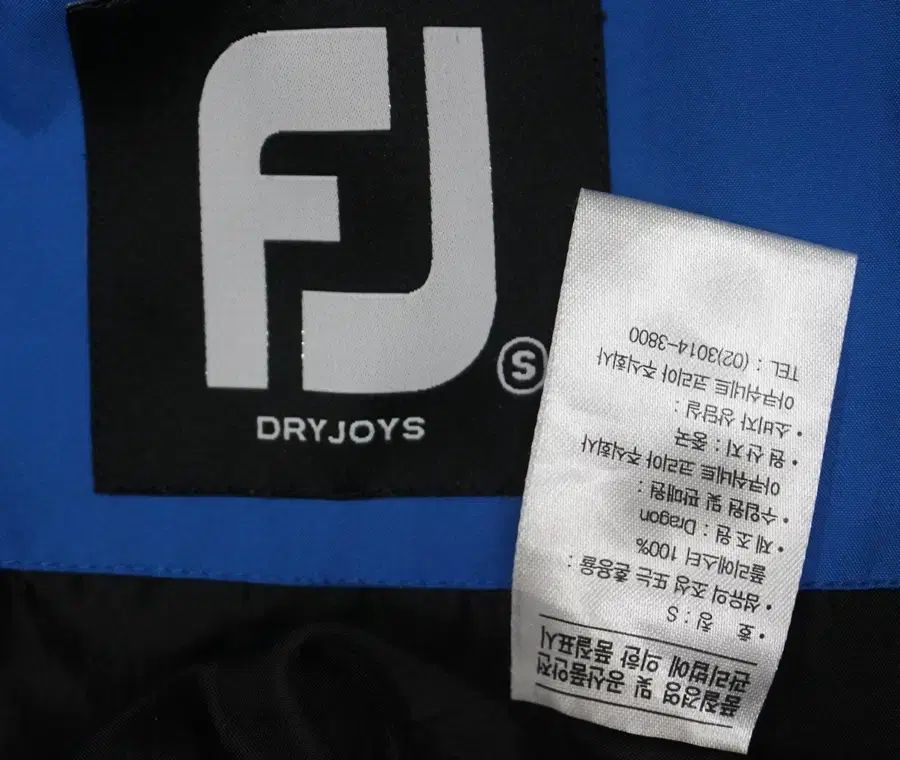 FJ
S
DRYJOYS
품질경영 및 공산품안전
관리법에 의한 품질표시
• 호 칭 : S
• 섬유의 조성 또는 혼용율 :
폴리에스터 100%
• 제 조 원 : Dragon
• 수입원 및 판매원 :
아쿠쉬네트 코리아 주식회사
• 원 산 지 : 중국
• 소비자 상담실 :
아쿠쉬네트 코리아 주식회사
TEL : (02)3014-3800